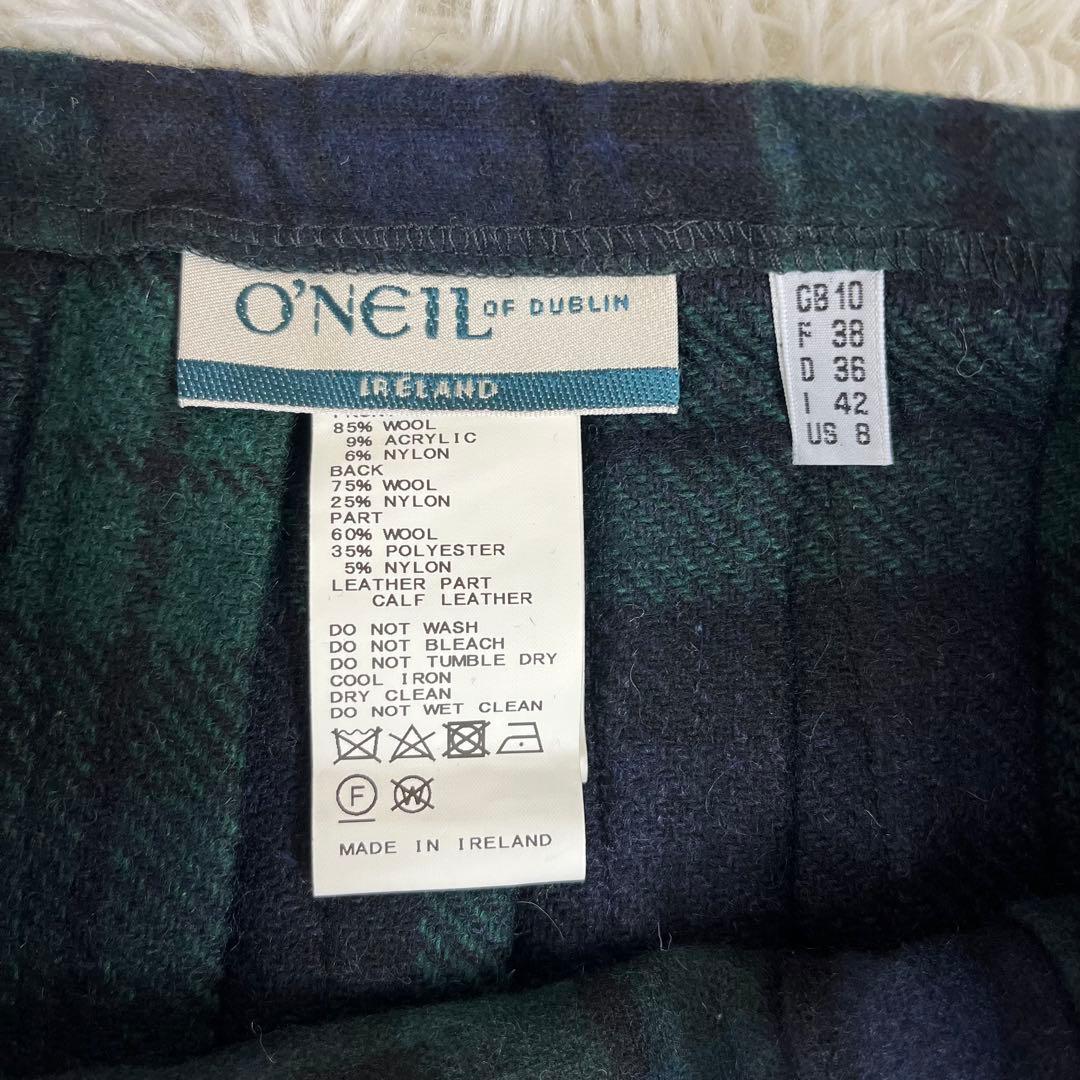 O'NEIL OF DUBLIN
IRELAND
85% WOOL
9% ACRYLIC
6% NYLON
BACK
75% WOOL
25% NYLON
PART
60% WOOL
35% POLYESTER
5% NYLON
LEATHER PART
CALF LEATHER
DO NOT WASH
DO NOT BLEACH
DO NOT TUMBLE DRY
COOL IRON
DRY CLEAN
DO NOT WET CLEAN
F W
MADE IN IRELAND
GB 10
F 38
D 36
I 42
US 8